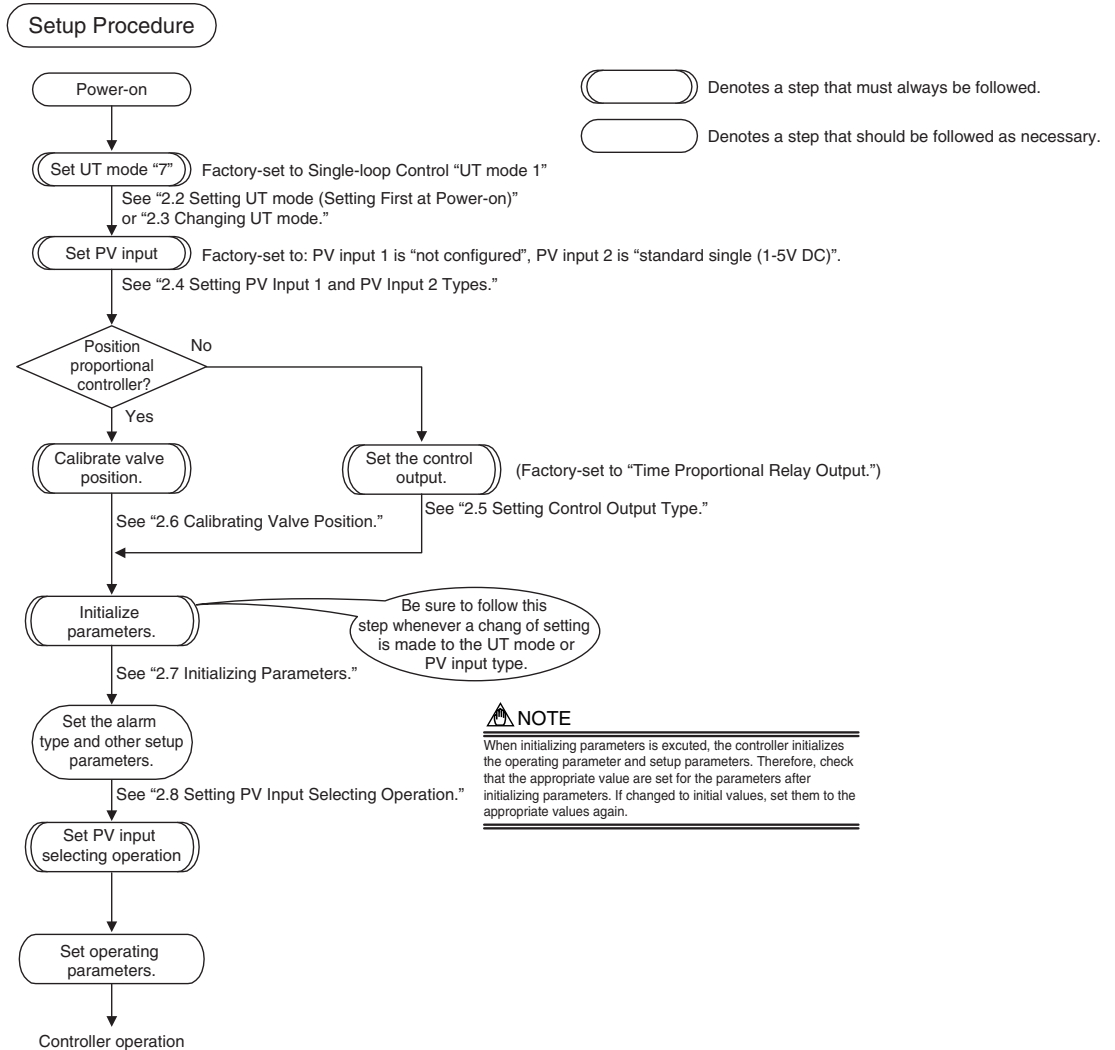 Setup Procedure
Power-on
Denotes a step that must always be followed.
Denotes a step that should be followed as necessary.
Set UT mode “7”
Factory-set to Single-loop Control “UT mode 1”
See “2.2 Setting UT mode (Setting First at Power-on)”
or “2.3 Changing UT mode.”
Set PV input
Factory-set to: PV input 1 is “not configured”, PV input 2 is “standard single (1-5V DC)”.
See “2.4 Setting PV Input 1 and PV Input 2 Types.”
Position
proportional
controller?
No
Yes
Calibrate valve
position.
Set the control
output.
(Factory-set to “Time Proportional Relay Output.”)
See “2.6 Calibrating Valve Position.”
See “2.5 Setting Control Output Type.”
Initialize
parameters.
Be sure to follow this
step whenever a chang of setting
is made to the UT mode or
PV input type.
See “2.7 Initializing Parameters.”
Set the alarm
type and other setup
parameters.
NOTE
When initializing parameters is excuted, the controller initializes
the operating parameter and setup parameters. Therefore, check
that the appropriate value are set for the parameters after
initializing parameters. If changed to initial values, set them to the
appropriate values again.
See “2.8 Setting PV Input Selecting Operation.”
Set PV input
selecting operation
Set operating
parameters.
Controller operation